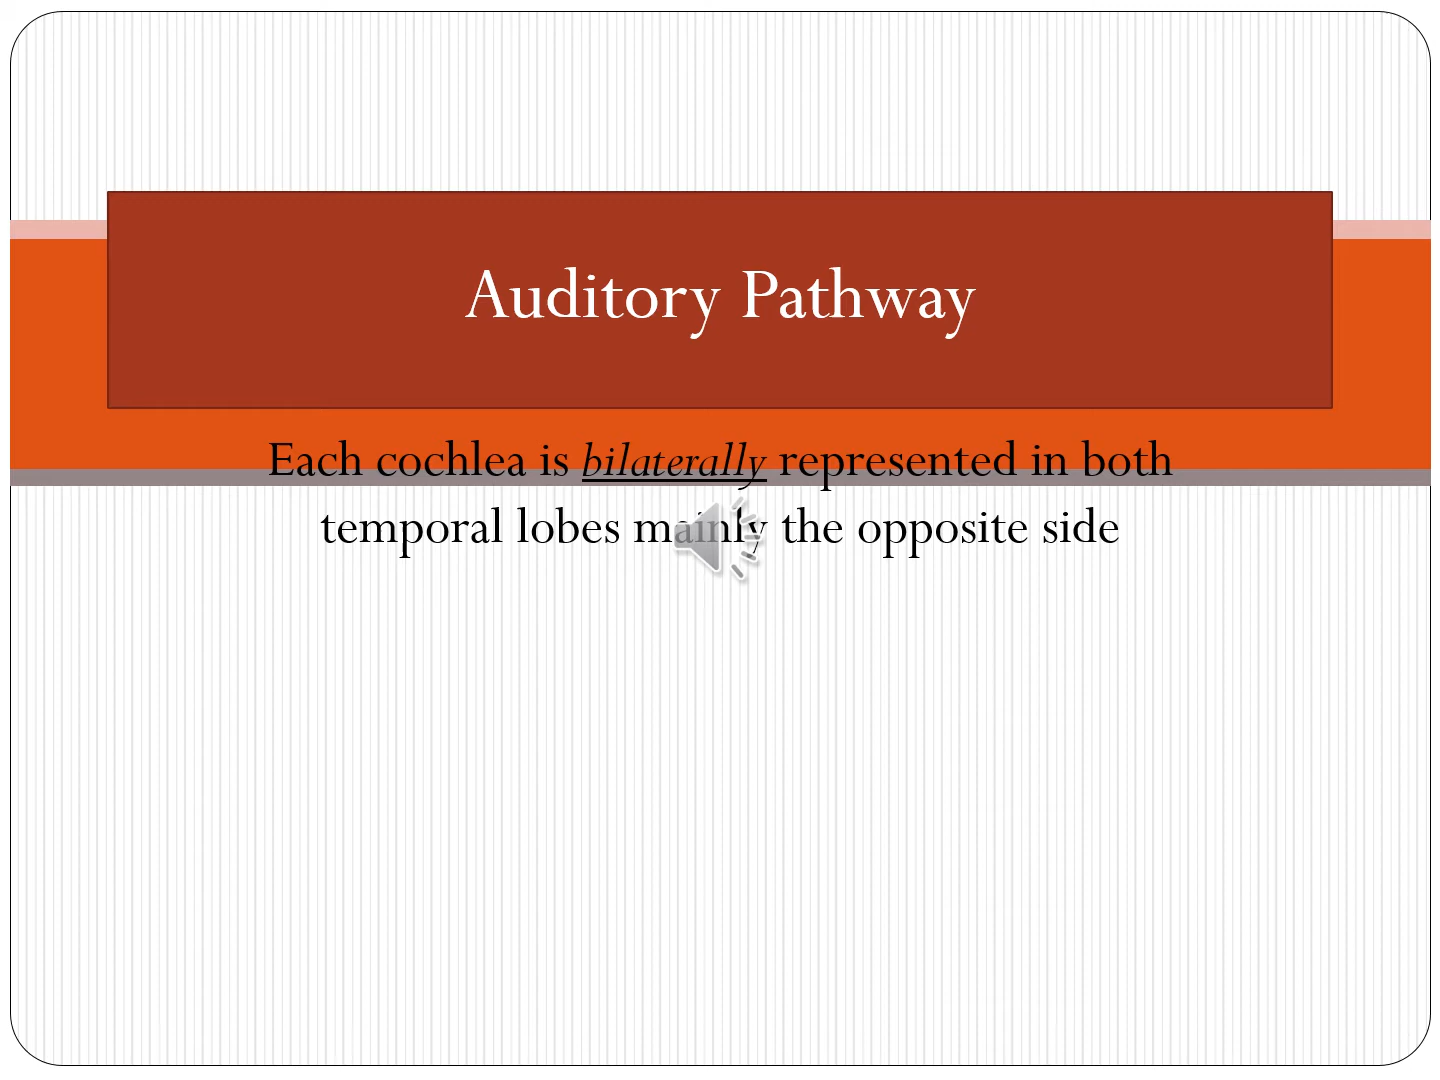 Auditory Pathway
Each cochlea is bilaterally represented in both
temporal lobes mainly the opposite side